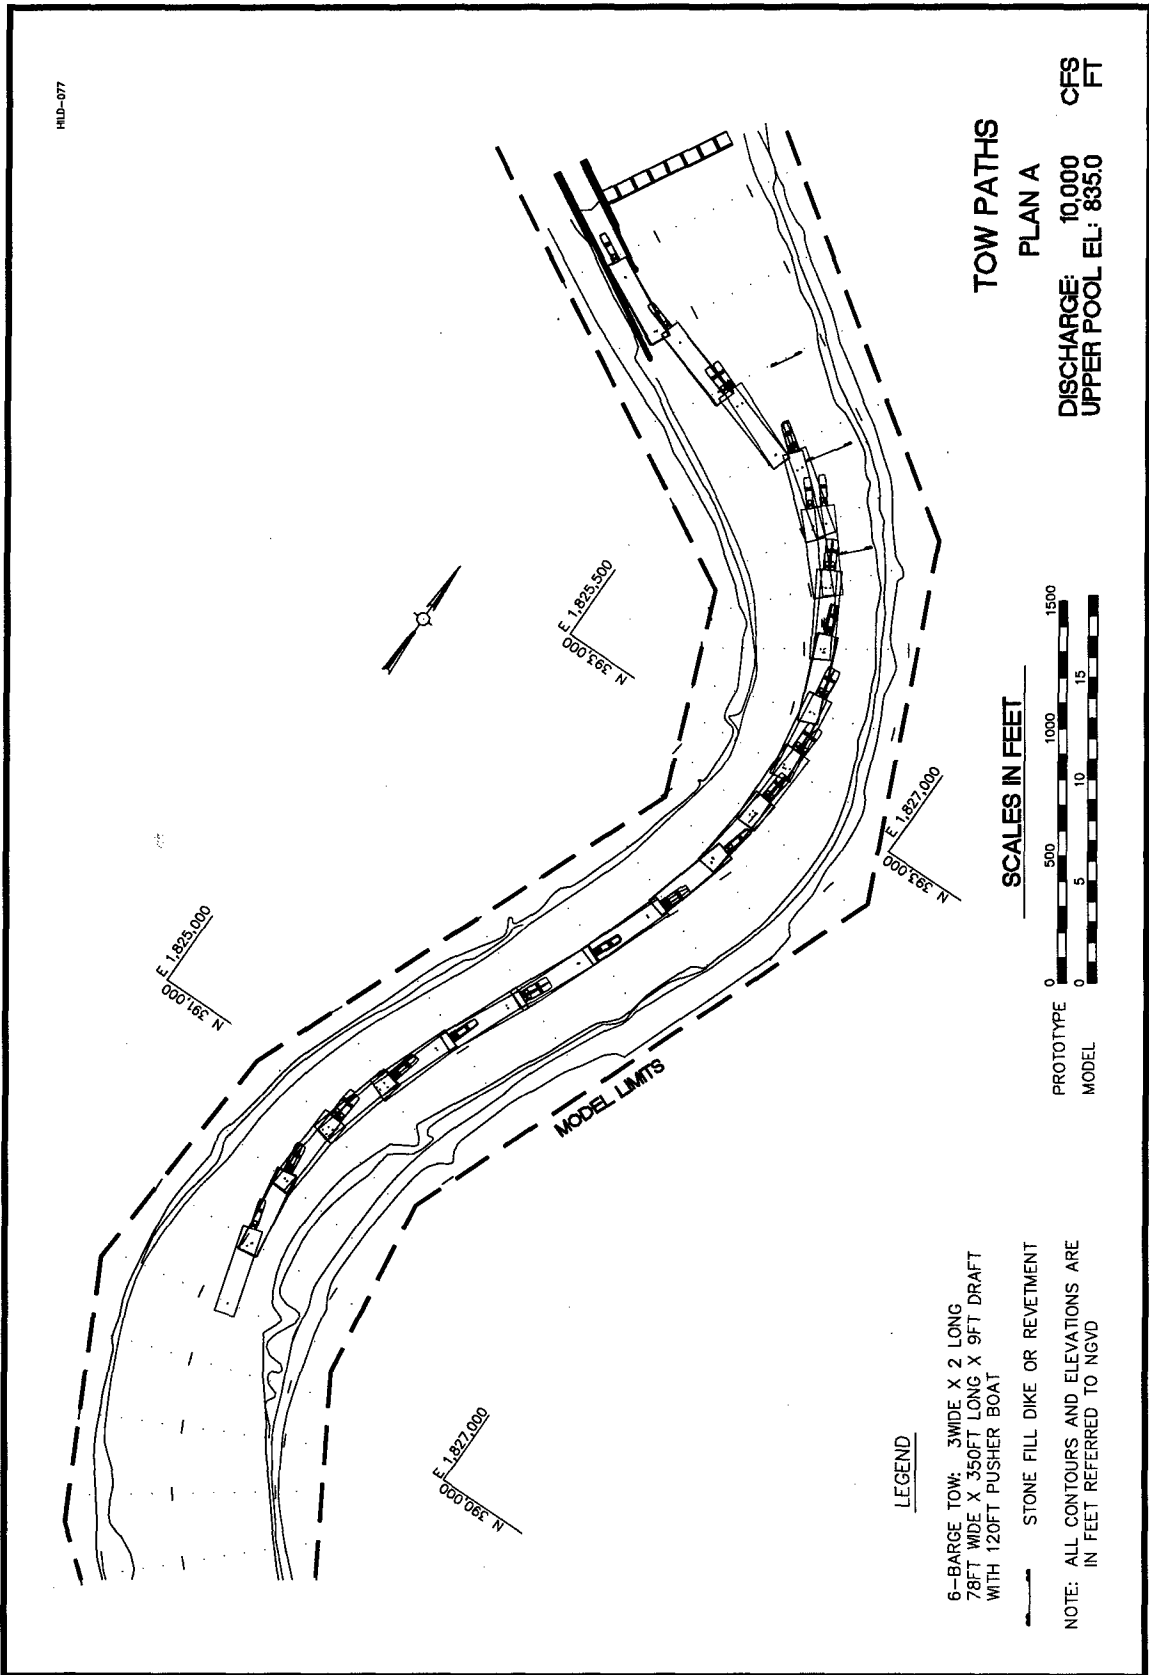 HILD-077
E 1,825,000
N 391,000
E 1,825,500
N 393,000
E 1,827,000
N 390,000
E 1,827,000
N 393,000
MODEL LIMITS
TOW PATHS
PLAN A
DISCHARGE: 10,000 CFS
UPPER POOL EL: 835.0 FT
SCALES IN FEET
PROTOTYPE 0 500 1000 1500
MODEL 0 5 10 15
LEGEND
6-BARGE TOW: 3WIDE X 2 LONG
78FT WIDE X 350FT LONG X 9FT DRAFT
WITH 120FT PUSHER BOAT
STONE FILL DIKE OR REVETMENT
NOTE: ALL CONTOURS AND ELEVATIONS ARE
IN FEET REFERRED TO NGVD